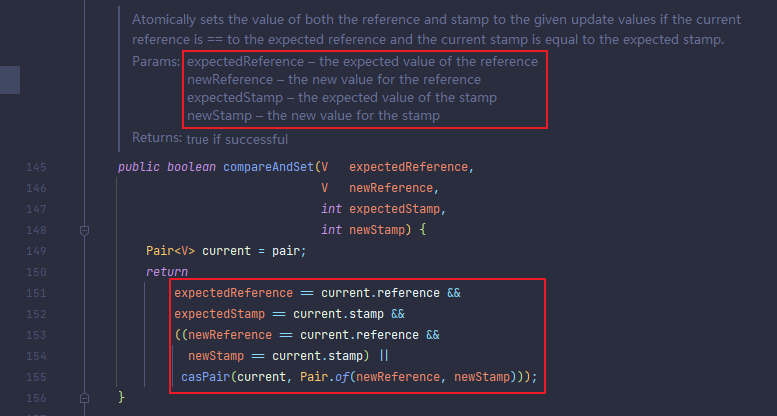 Atomically sets the value of both the reference and stamp to the given update values if the current
reference is == to the expected reference and the current stamp is equal to the expected stamp.
Params: expectedReference – the expected value of the reference
newReference – the new value for the reference
expectedStamp – the expected value of the stamp
newStamp – the new value for the stamp
Returns: true if successful
145 public boolean compareAndSet(V expectedReference,
146 V newReference,
147 int expectedStamp,
148 int newStamp) {
149 Pair<V> current = pair;
150 return
151 expectedReference == current.reference &&
152 expectedStamp == current.stamp &&
153 ((newReference == current.reference &&
154 newStamp == current.stamp) ||
155 casPair(current, Pair.of(newReference, newStamp)));
156 }